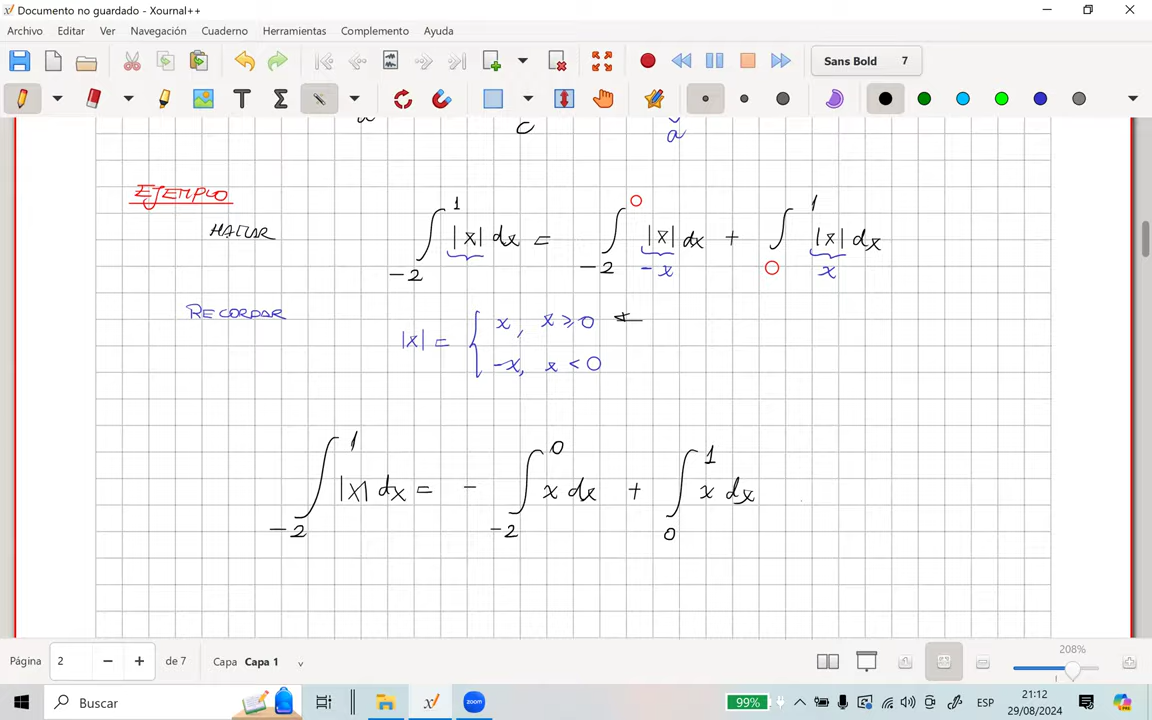 Documento no guardado - Xournal++
Archivo Editar Ver Navegación Cuaderno Herramientas Complemento Ayuda
Sans Bold 7
a c a
EJEMPLO
HALLAR ∫_{-2}^{1} |x| dx = ∫_{-2}^{0} |x| dx + ∫_{0}^{1} |x| dx
-x x
RECORDAR |x| = { x, x ≥ 0 ←
-x, x < 0
∫_{-2}^{1} |x| dx = - ∫_{-2}^{0} x dx + ∫_{0}^{1} x dx
Página 2 de 7 Capa Capa 1 208%
Buscar zoom 99% ESP 21:12
29/08/2024